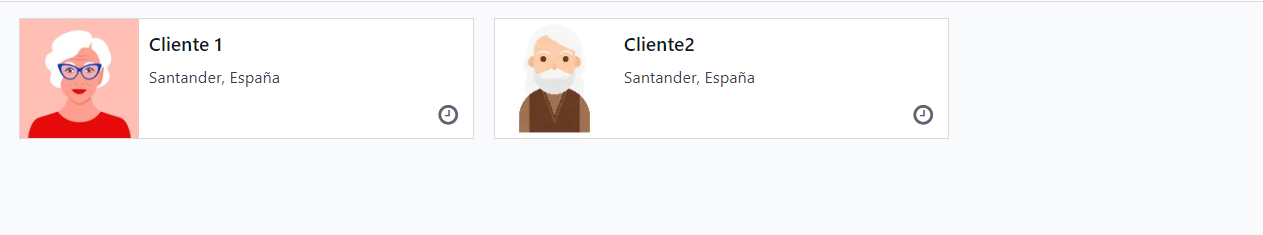 Cliente 1
Santander, España
Cliente2
Santander, España